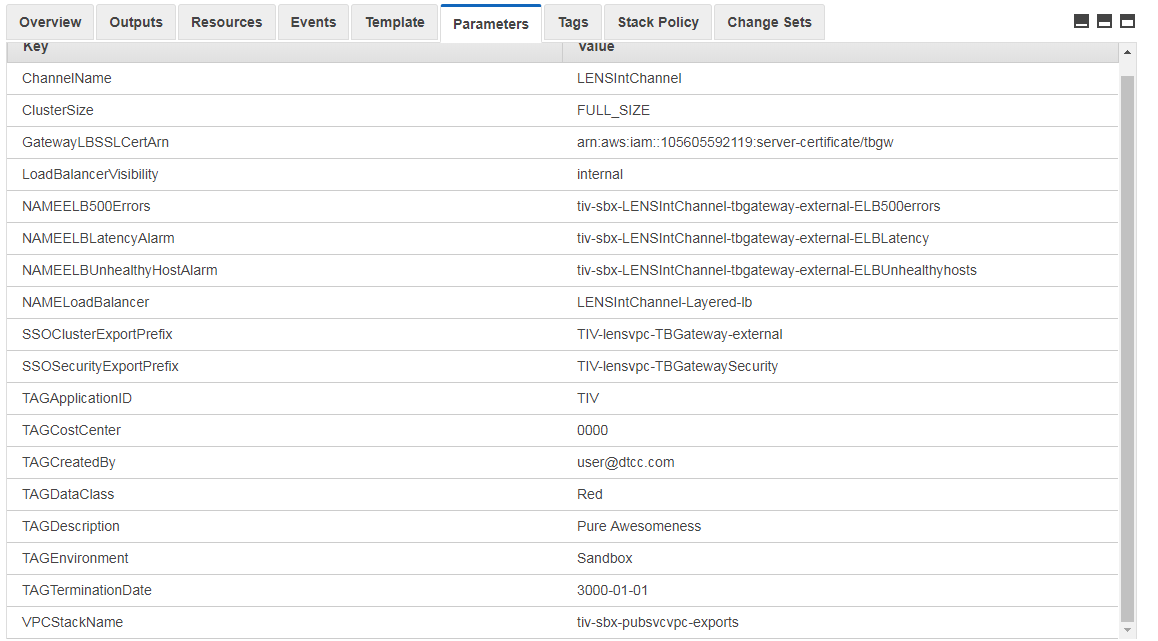 Overview Outputs Resources Events Template Parameters Tags Stack Policy Change Sets
Key Value
ChannelName LENSIntChannel
ClusterSize FULL_SIZE
GatewayLBSSLCertArn arn:aws:iam::105605592119:server-certificate/tbgw
LoadBalancerVisibility internal
NAMEELB500Errors tiv-sbx-LENSIntChannel-tbgateway-external-ELB500errors
NAMEELBLatencyAlarm tiv-sbx-LENSIntChannel-tbgateway-external-ELBLatency
NAMEELBUnhealthyHostAlarm tiv-sbx-LENSIntChannel-tbgateway-external-ELBUnhealthyhosts
NAMELoadBalancer LENSIntChannel-Layered-lb
SSOClusterExportPrefix TIV-lensvpc-TBGateway-external
SSOSecurityExportPrefix TIV-lensvpc-TBGatewaySecurity
TAGApplicationID TIV
TAGCostCenter 0000
TAGCreatedBy user@dtcc.com
TAGDataClass Red
TAGDescription Pure Awesomeness
TAGEnvironment Sandbox
TAGTerminationDate 3000-01-01
VPCStackName tiv-sbx-pubsvcvpc-exports